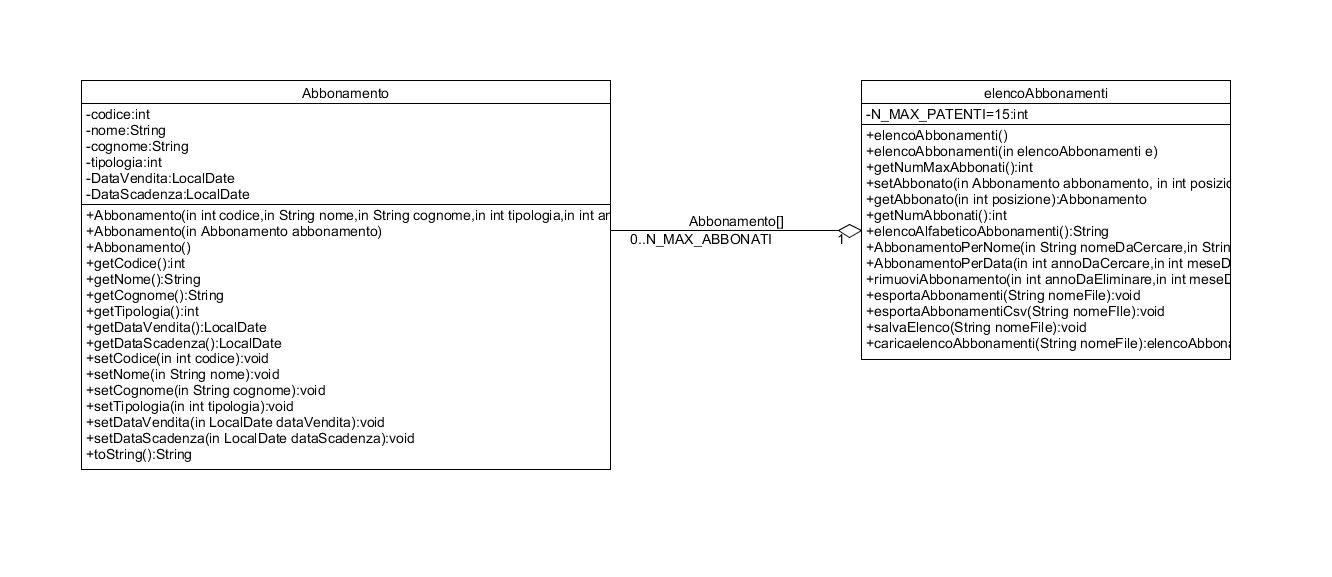 Abbonamento
-codice:int
-nome:String
-cognome:String
-tipologia:int
-DataVendita:LocalDate
-DataScadenza:LocalDate
+Abbonamento(in int codice,in String nome,in String cognome,in int tipologia,in int ar
+Abbonamento(in Abbonamento abbonamento)
+Abbonamento()
+getCodice():int
+getNome():String
+getCognome():String
+getTipologia():int
+getDataVendita():LocalDate
+getDataScadenza():LocalDate
+setCodice(in int codice):void
+setNome(in String nome):void
+setCognome(in String cognome):void
+setTipologia(in int tipologia):void
+setDataVendita(in LocalDate dataVendita):void
+setDataScadenza(in LocalDate dataScadenza):void
+toString():String
Abbonamento[]
0..N_MAX_ABBONATI
1
elencoAbbonamenti
-N_MAX_PATENTI=15:int
+elencoAbbonamenti()
+elencoAbbonamenti(in elencoAbbonamenti e)
+getNumMaxAbbonati():int
+setAbbonato(in Abbonamento abbonamento, in int posizic
+getAbbonato(in int posizione):Abbonamento
+getNumAbbonati():int
+elencoAlfabeticoAbbonamenti():String
+AbbonamentoPerNome(in String nomeDaCercare,in Strin
+AbbonamentoPerData(in int annoDaCercare,in int meseD
+rimuoviAbbonamento(in int annoDaEliminare,in int meseD
+esportaAbbonamenti(String nomeFile):void
+esportaAbbonamentiCsv(String nomeFIle):void
+salvaElenco(String nomeFile):void
+caricaelencoAbbonamenti(String nomeFile):elencoAbbona